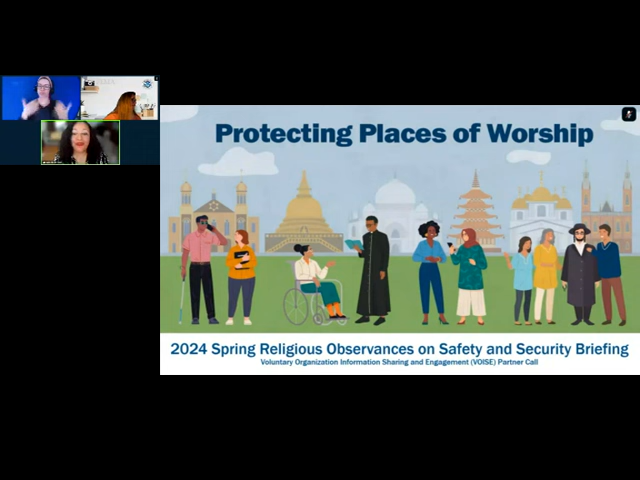 Protecting Places of Worship
2024 Spring Religious Observances on Safety and Security Briefing
Voluntary Organization Information Sharing and Engagement (VOISE) Partner Call